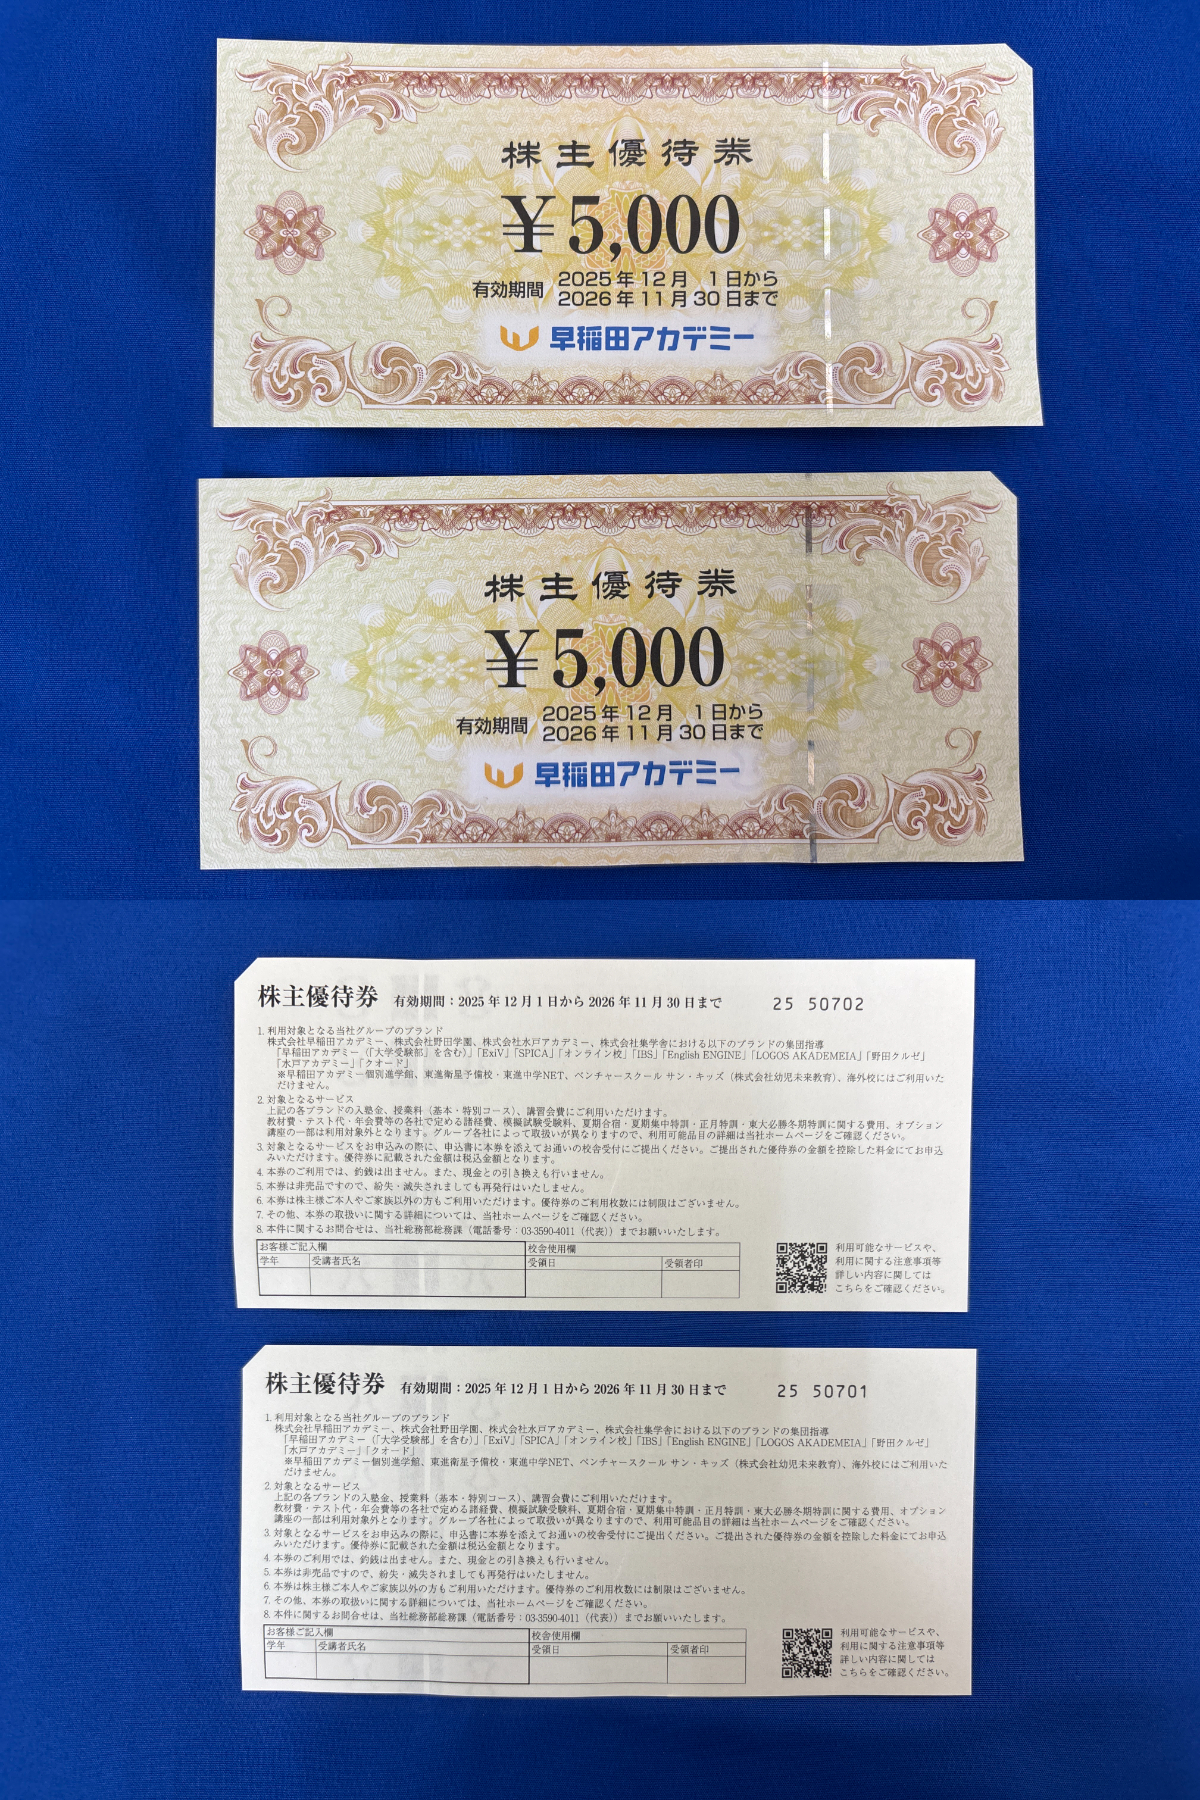 株主優待券
¥5,000
有効期間 2025年12月 1日から
2026年11月30日まで
早稲田アカデミー
株主優待券
¥5,000
有効期間 2025年12月 1日から
2026年11月30日まで
早稲田アカデミー
株主優待券 有効期間：2025年12月1日から2026年11月30日まで 25 50702
1. 利用対象となる当社グループのブランド
株式会社早稲田アカデミー、株式会社野田学園、株式会社水戸アカデミー、株式会社集学舎における以下のブランドの集団指導
「早稲田アカデミー（「大学受験部」を含む）」「ExiV」「SPICA」「オンライン校」「IBS」「English ENGINE」「LOGOS AKADEMEIA」「野田クルゼ」
「水戸アカデミー」「クオード」
※早稲田アカデミー個別進学館、東進衛星予備校・東進中学NET、ベンチャースクール サン・キッズ（株式会社幼児未来教育）、海外校にはご利用いた
だけません。
2. 対象となるサービス
上記の各ブランドの入塾金、授業料（基本・特別コース）、講習会費にご利用いただけます。
教材費・テスト代・年会費等の各社で定める諸経費、模擬試験受験料、夏期合宿・夏期集中特訓・正月特訓・東大必勝冬期特訓に関する費用、オプション
講座の一部は利用対象外となります。グループ各社によって取扱いが異なりますので、利用可能品目の詳細は当社ホームページをご確認ください。
3. 対象となるサービスをお申込みの際に、申込書に本券を添えてお通いの校舎受付にご提出ください。ご提出された優待券の金額を控除した料金にてお申込
みいただけます。優待券に記載された金額は税込金額となります。
4. 本券のご利用では、釣銭は出ません。また、現金との引き換えも行いません。
5. 本券は非売品ですので、紛失・滅失されましても再発行はいたしません。
6. 本券は株主様ご本人やご家族以外の方もご利用いただけます。優待券のご利用枚数には制限はございません。
7. その他、本券の取扱いに関する詳細については、当社ホームページをご確認ください。
8. 本件に関するお問合せは、当社総務部総務課（電話番号：03-3590-4011（代表））までお願いいたします。
お客様ご記入欄 校舎使用欄
学年 受講者氏名 受領日 受領者印
利用可能なサービスや、
利用に関する注意事項等
詳しい内容に関しては
こちらをご確認ください。
株主優待券 有効期間：2025年12月1日から2026年11月30日まで 25 50701
1. 利用対象となる当社グループのブランド
株式会社早稲田アカデミー、株式会社野田学園、株式会社水戸アカデミー、株式会社集学舎における以下のブランドの集団指導
「早稲田アカデミー（「大学受験部」を含む）」「ExiV」「SPICA」「オンライン校」「IBS」「English ENGINE」「LOGOS AKADEMEIA」「野田クルゼ」
「水戸アカデミー」「クオード」
※早稲田アカデミー個別進学館、東進衛星予備校・東進中学NET、ベンチャースクール サン・キッズ（株式会社幼児未来教育）、海外校にはご利用いた
だけません。
2. 対象となるサービス
上記の各ブランドの入塾金、授業料（基本・特別コース）、講習会費にご利用いただけます。
教材費・テスト代・年会費等の各社で定める諸経費、模擬試験受験料、夏期合宿・夏期集中特訓・正月特訓・東大必勝冬期特訓に関する費用、オプション
講座の一部は利用対象外となります。グループ各社によって取扱いが異なりますので、利用可能品目の詳細は当社ホームページをご確認ください。
3. 対象となるサービスをお申込みの際に、申込書に本券を添えてお通いの校舎受付にご提出ください。ご提出された優待券の金額を控除した料金にてお申込
みいただけます。優待券に記載された金額は税込金額となります。
4. 本券のご利用では、釣銭は出ません。また、現金との引き換えも行いません。
5. 本券は非売品ですので、紛失・滅失されましても再発行はいたしません。
6. 本券は株主様ご本人やご家族以外の方もご利用いただけます。優待券のご利用枚数には制限はございません。
7. その他、本券の取扱いに関する詳細については、当社ホームページをご確認ください。
8. 本件に関するお問合せは、当社総務部総務課（電話番号：03-3590-4011（代表））までお願いいたします。
お客様ご記入欄 校舎使用欄
学年 受講者氏名 受領日 受領者印
利用可能なサービスや、
利用に関する注意事項等
詳しい内容に関しては
こちらをご確認ください。